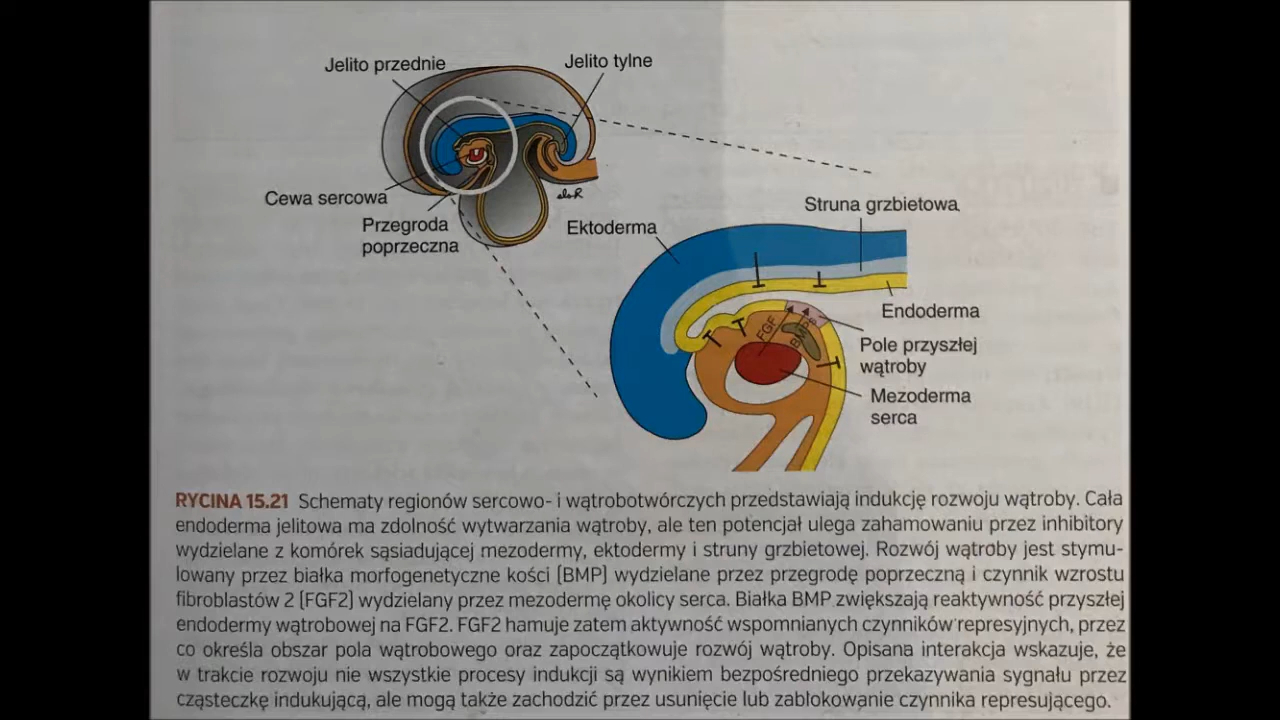 Jelito przednie
Jelito tylne
Cewa sercowa
Przegroda
poprzeczna
Struna grzbietowa
Ektoderma
Endoderma
FGF
Pole przyszłej
wątroby
Mezoderma
serca
RYCINA 15.21 Schematy regionów sercowo- i wątrobotwórczych przedstawiają indukcję rozwoju wątroby. Cała
endoderma jelitowa ma zdolność wytwarzania wątroby, ale ten potencjał ulega zahamowaniu przez inhibitory
wydzielane z komórek sąsiadującej mezodermy, ektodermy i struny grzbietowej. Rozwój wątroby jest stymu-
lowany przez białka morfogenetyczne kości (BMP) wydzielane przez przegrodę poprzeczną i czynnik wzrostu
fibroblastów 2 (FGF2) wydzielany przez mezodermę okolicy serca. Białka BMP zwiększają reaktywność przyszłej
endodermy wątrobowej na FGF2. FGF2 hamuje zatem aktywność wspomnianych czynników represyjnych, przez
co określa obszar pola wątrobowego oraz zapoczątkowuje rozwój wątroby. Opisana interakcja wskazuje, że
w trakcie rozwoju nie wszystkie procesy indukcji są wynikiem bezpośredniego przekazywania sygnału przez
cząsteczkę indukującą, ale mogą także zachodzić przez usunięcie lub zablokowanie czynnika represującego.